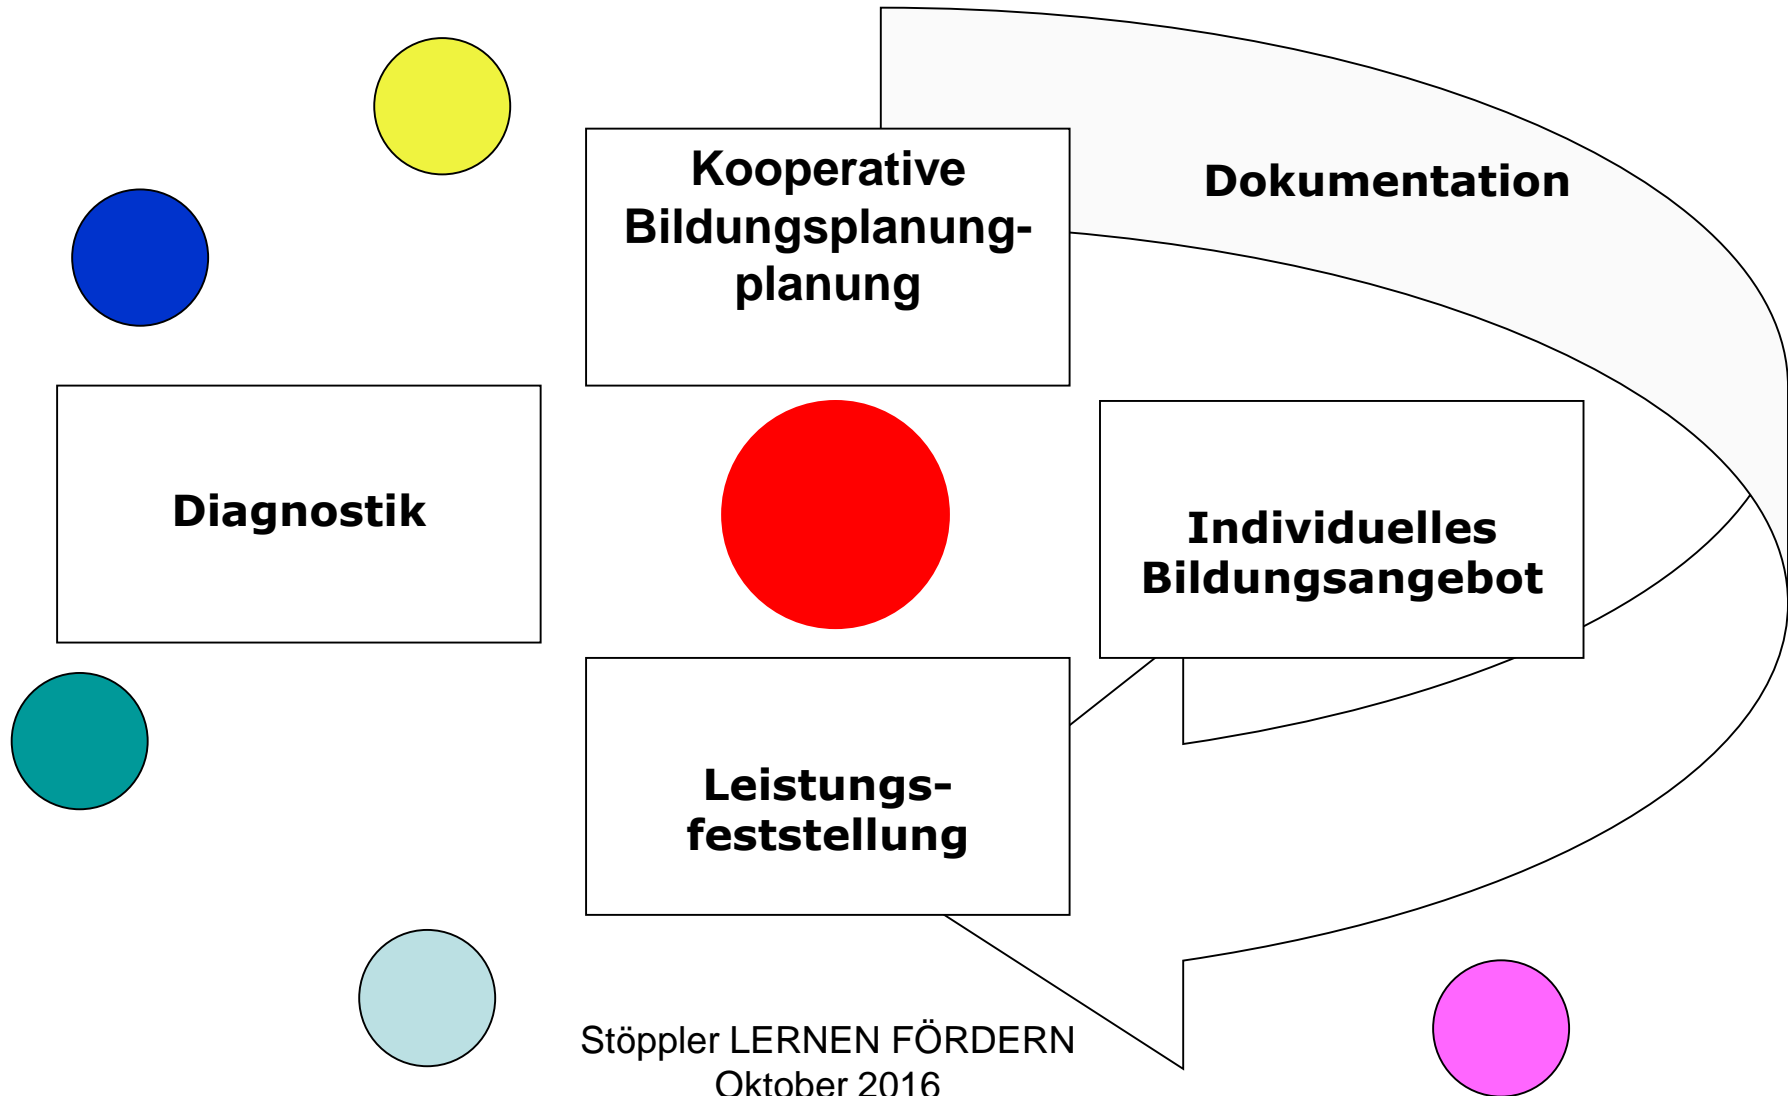 Kooperative
Bildungsplanung-
planung
Dokumentation
Diagnostik
Individuelles
Bildungsangebot
Leistungs-
feststellung
Stöppler LERNEN FÖRDERN
Oktober 2016